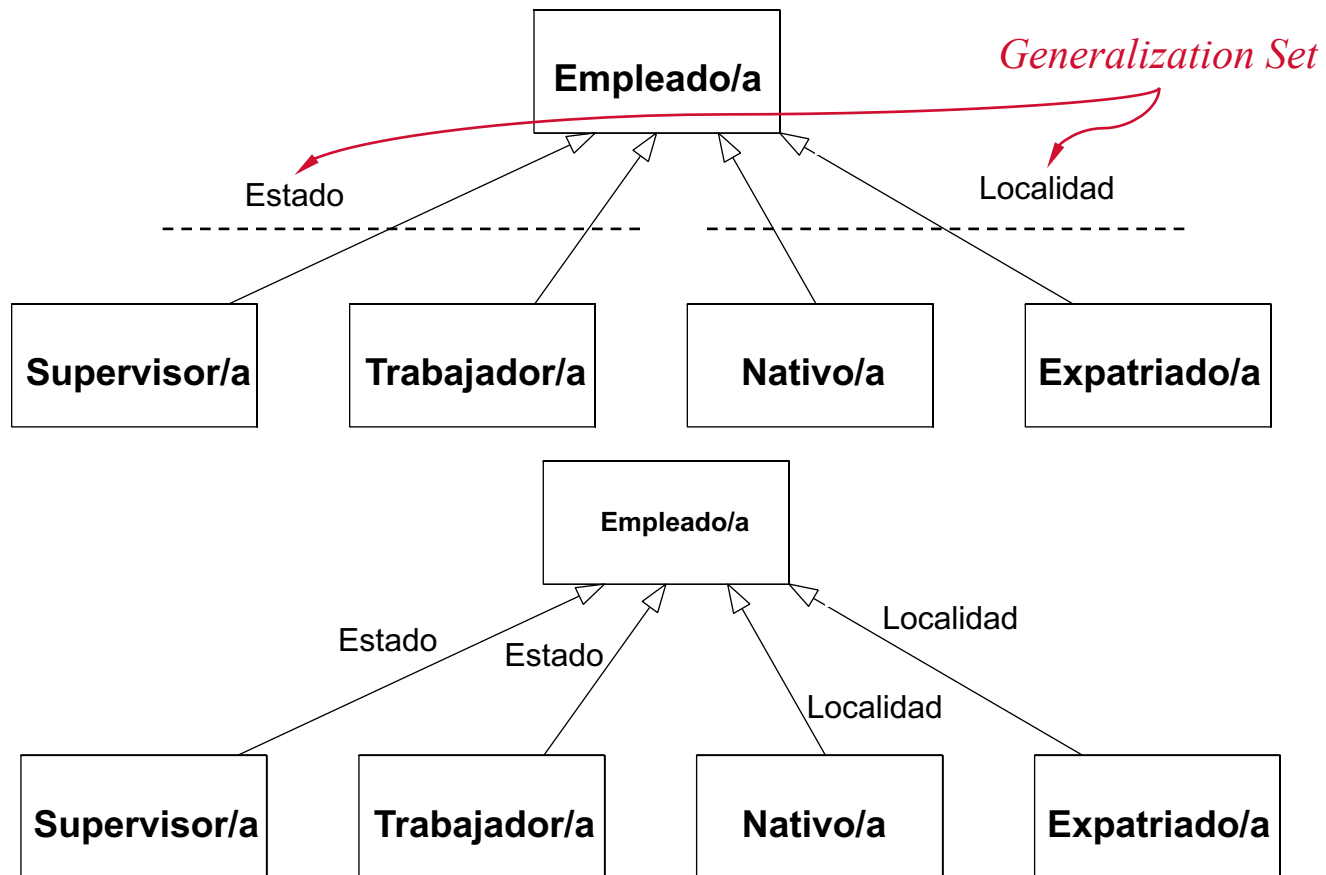 Empleado/a
Generalization Set
Estado
Localidad
Supervisor/a
Trabajador/a
Nativo/a
Expatriado/a
Empleado/a
Estado
Estado
Localidad
Localidad
Supervisor/a
Trabajador/a
Nativo/a
Expatriado/a